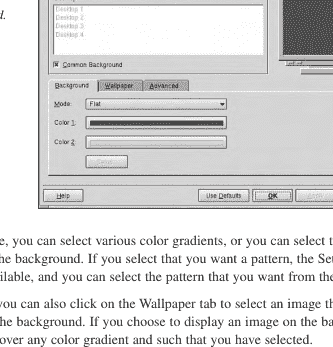 d.
Desktop 1
Desktop 2
Desktop 3
Desktop 4
Common Background
Background Wallpaper Advanced
Mode: Flat
Color 1:
Color 2:
Help Use Defaults OK
e, you can select various color gradients, or you can select t
he background. If you select that you want a pattern, the Se
ilable, and you can select the pattern that you want from the
you can also click on the Wallpaper tab to select an image th
he background. If you choose to display an image on the ba
over any color gradient and such that you have selected.